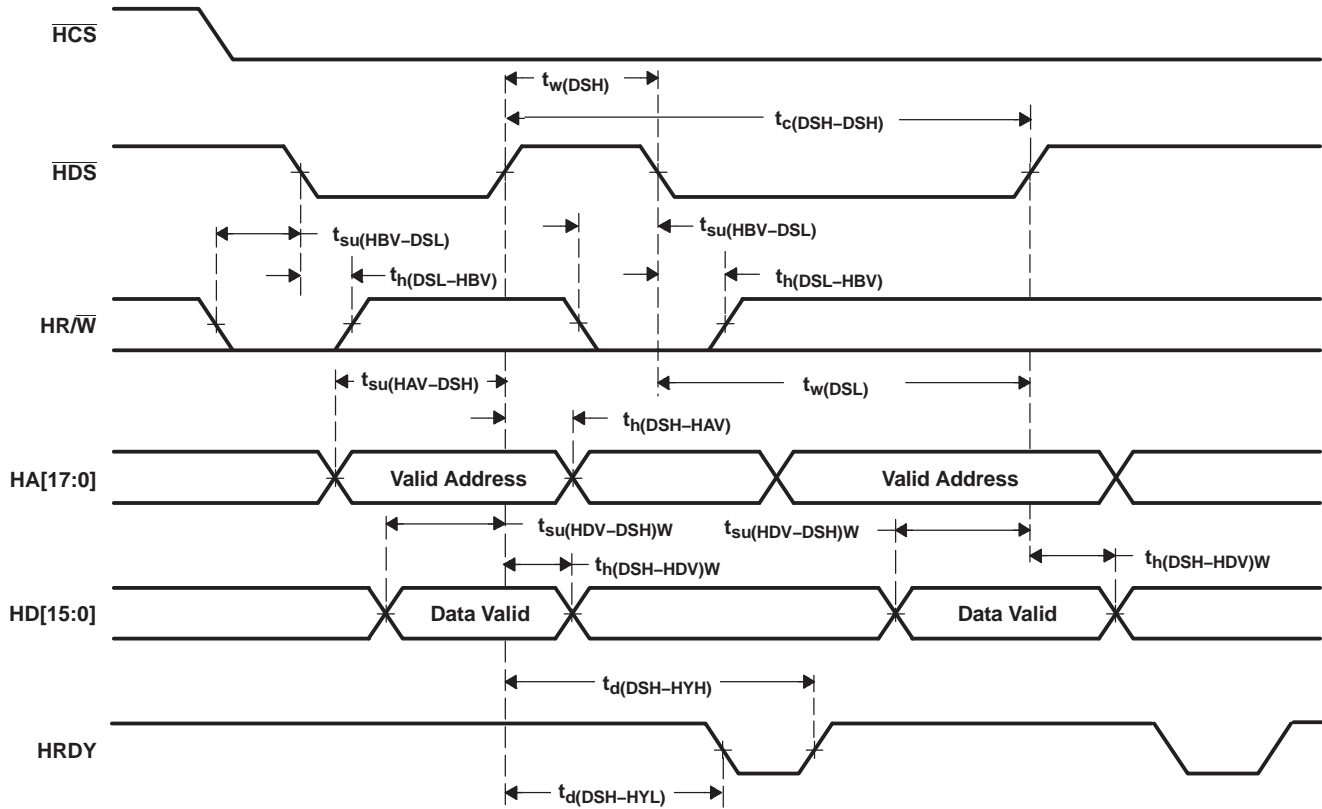 HCS
tw(DSH)
tc(DSH–DSH)
HDS
tsu(HBV–DSL)
tsu(HBV–DSL)
th(DSL–HBV)
th(DSL–HBV)
HR/W
tsu(HAV–DSH)
tw(DSL)
th(DSH–HAV)
HA[17:0]
Valid Address
Valid Address
tsu(HDV–DSH)W
tsu(HDV–DSH)W
th(DSH–HDV)W
th(DSH–HDV)W
HD[15:0]
Data Valid
Data Valid
td(DSH–HYH)
HRDY
td(DSH–HYL)